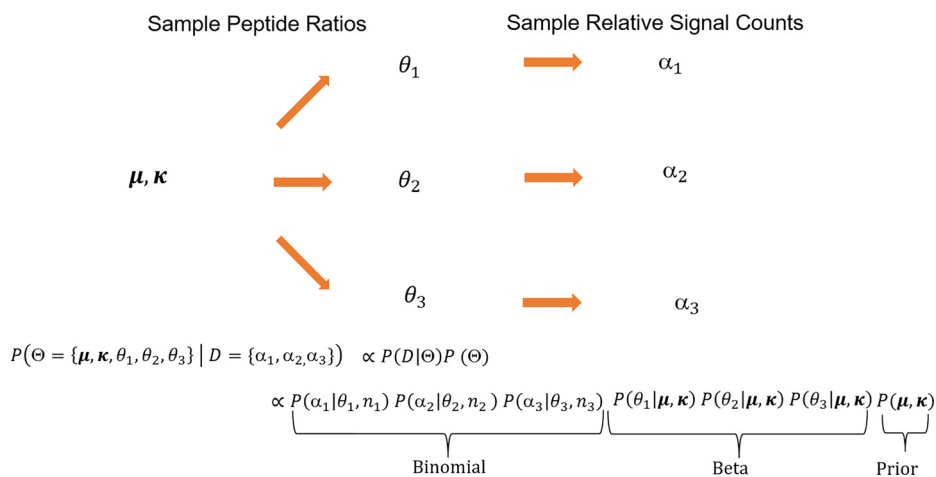 Sample Peptide Ratios Sample Relative Signal Counts
θ₁ α₁
μ, κ θ₂ α₂
θ₃ α₃
P(Θ = {μ, κ, θ₁, θ₂, θ₃} | D = {α₁, α₂,α₃}) ∝ P(D|Θ)P (Θ)
∝ P(α₁|θ₁, n₁) P(α₂|θ₂, n₂) P(α₃|θ₃, n₃) P(θ₁|μ, κ) P(θ₂|μ, κ) P(θ₃|μ, κ) P(μ, κ)
Binomial Beta Prior